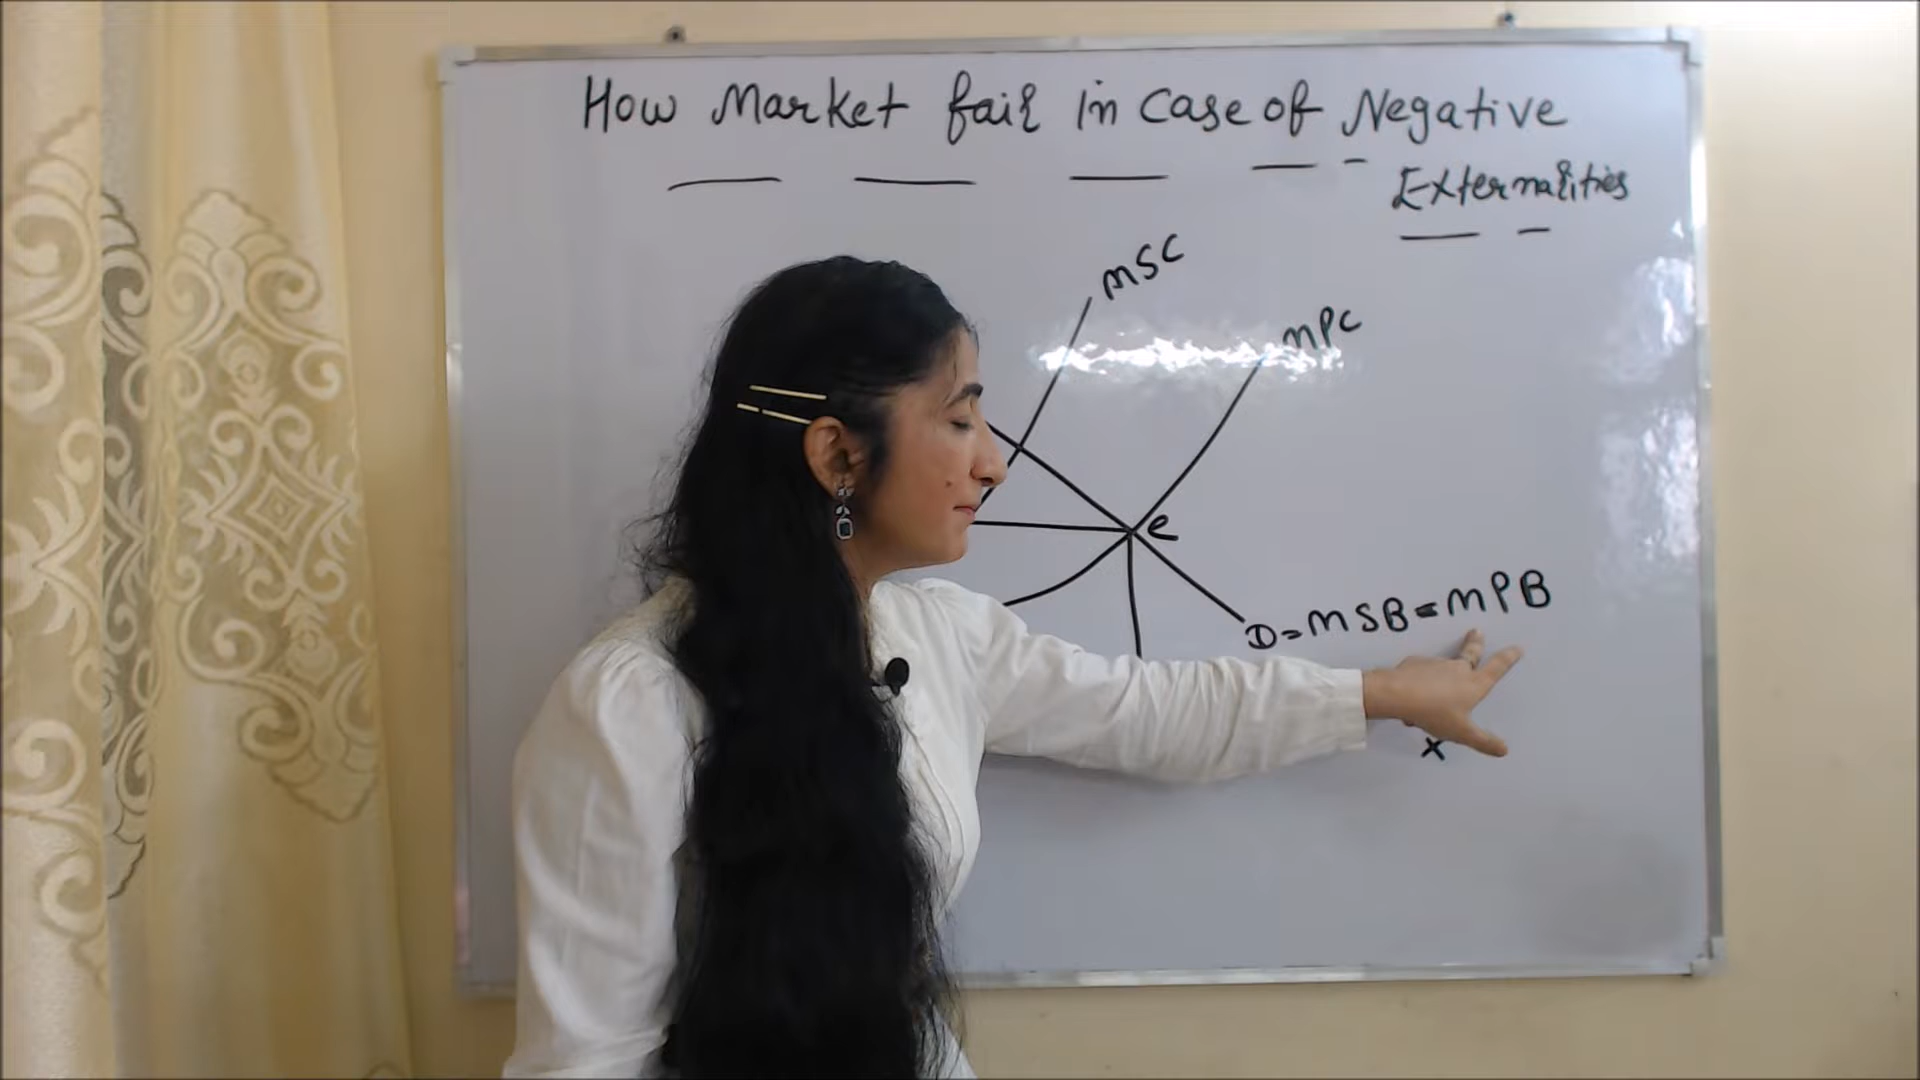 How Market fail in case of Negative
Externalities
MSC
MPC
e
D=MSB=MPB
x